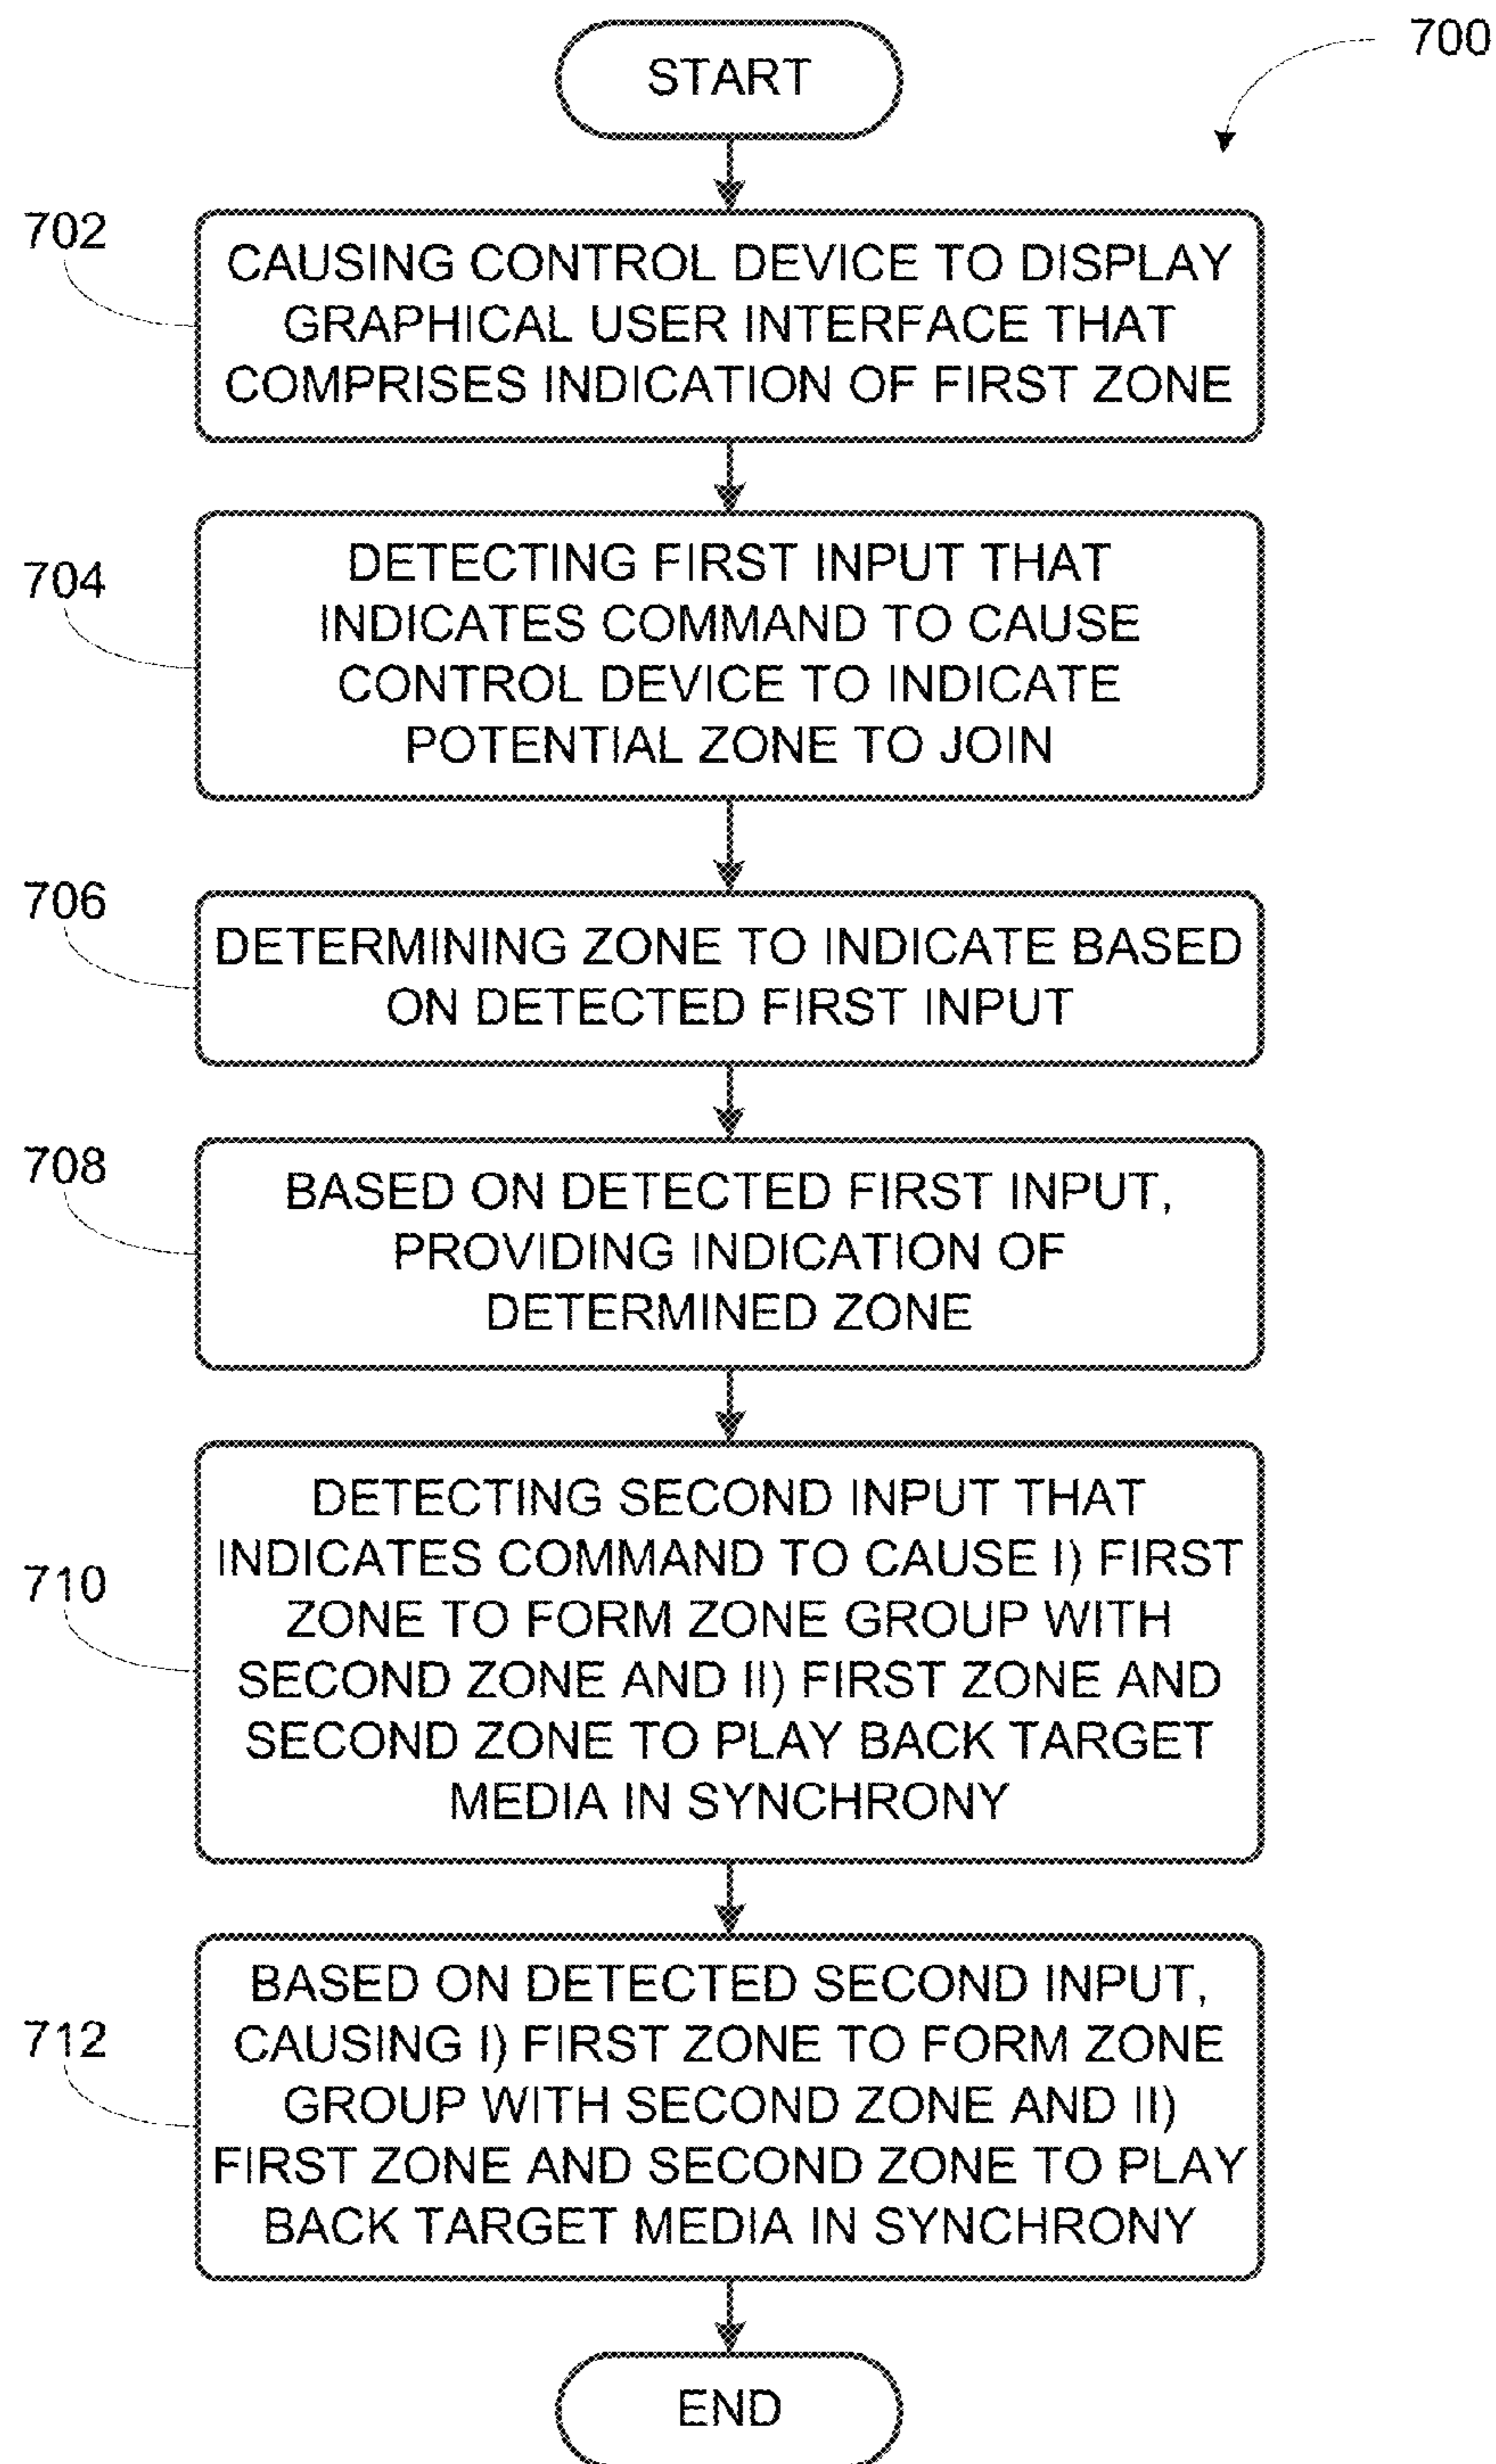 START
700
702
CAUSING CONTROL DEVICE TO DISPLAY
GRAPHICAL USER INTERFACE THAT
COMPRISES INDICATION OF FIRST ZONE
704
DETECTING FIRST INPUT THAT
INDICATES COMMAND TO CAUSE
CONTROL DEVICE TO INDICATE
POTENTIAL ZONE TO JOIN
706
DETERMINING ZONE TO INDICATE BASED
ON DETECTED FIRST INPUT
708
BASED ON DETECTED FIRST INPUT,
PROVIDING INDICATION OF
DETERMINED ZONE
710
DETECTING SECOND INPUT THAT
INDICATES COMMAND TO CAUSE I) FIRST
ZONE TO FORM ZONE GROUP WITH
SECOND ZONE AND II) FIRST ZONE AND
SECOND ZONE TO PLAY BACK TARGET
MEDIA IN SYNCHRONY
712
BASED ON DETECTED SECOND INPUT,
CAUSING I) FIRST ZONE TO FORM ZONE
GROUP WITH SECOND ZONE AND II)
FIRST ZONE AND SECOND ZONE TO PLAY
BACK TARGET MEDIA IN SYNCHRONY
END